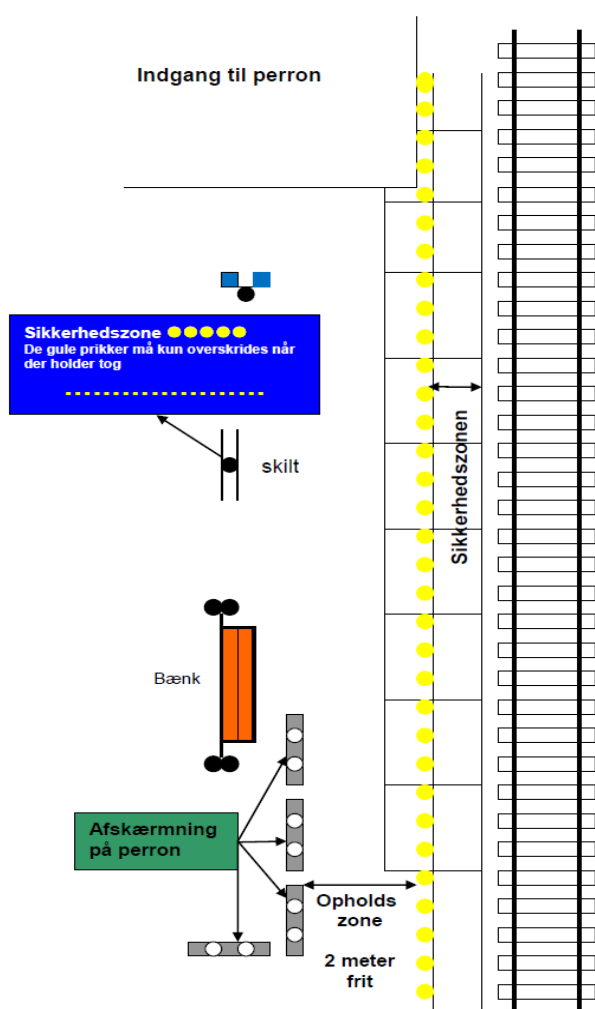 Indgang til perron
Sikkerhedszone
De gule prikker må kun overskrides når
der holder tog
skilt
Sikkerhedszonen
Bænk
Afskærmning
på perron
Opholds
zone
2 meter
frit